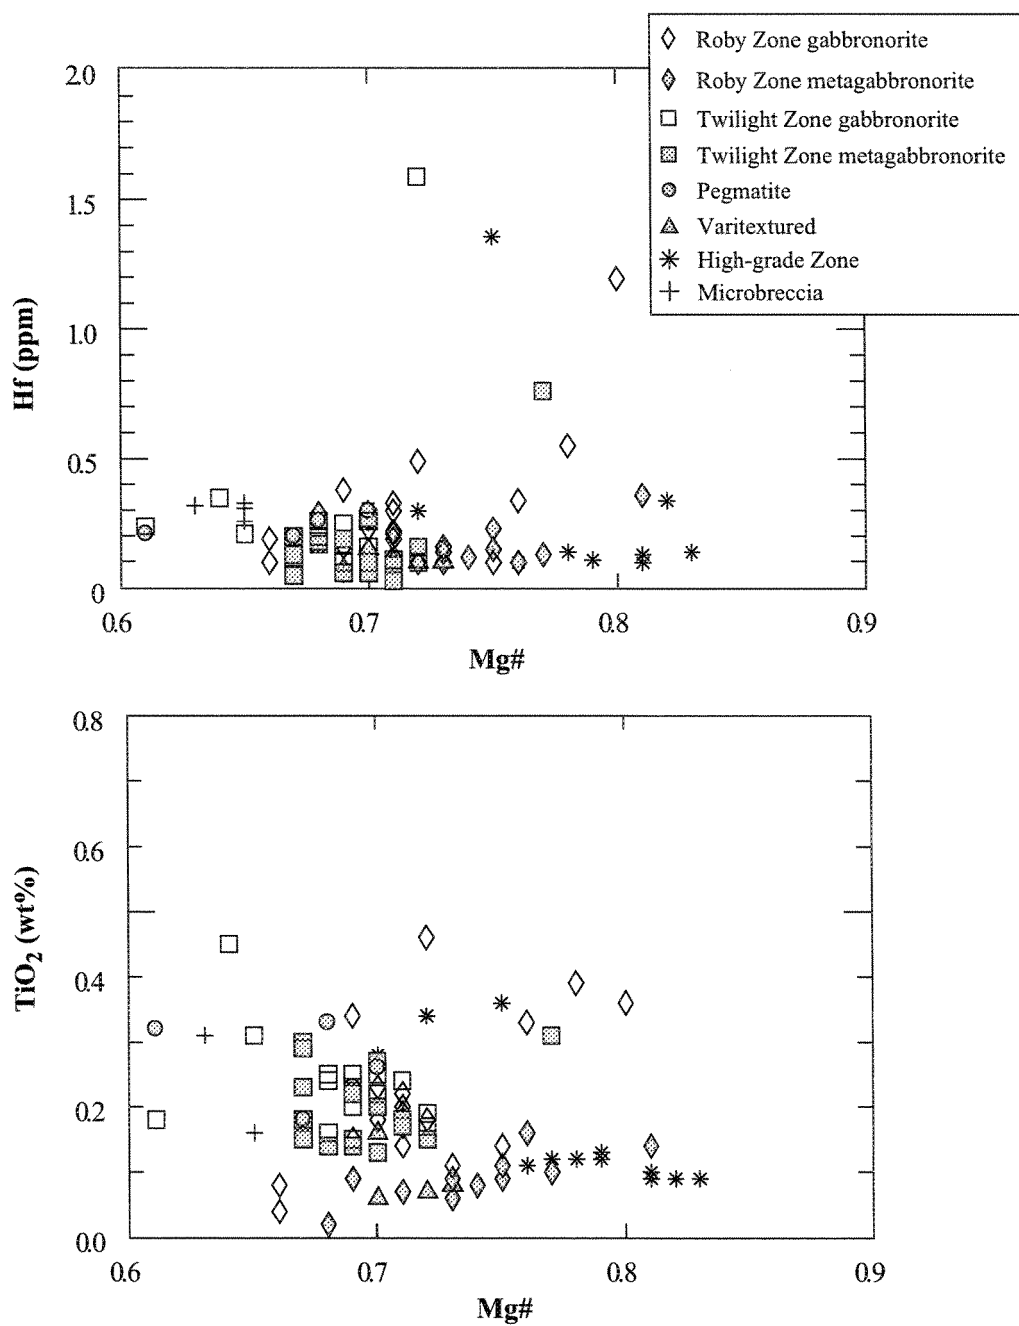 Roby Zone gabbronorite
Roby Zone metagabbronorite
Twilight Zone gabbronorite
Twilight Zone metagabbronorite
Pegmatite
Varitextured
High-grade Zone
Microbreccia
2.0
1.5
1.0
0.5
0
Hf (ppm)
0.6 0.7 0.8 0.9
Mg#
0.8
0.6
0.4
0.2
0.0
TiO₂ (wt%)
0.6 0.7 0.8 0.9
Mg#